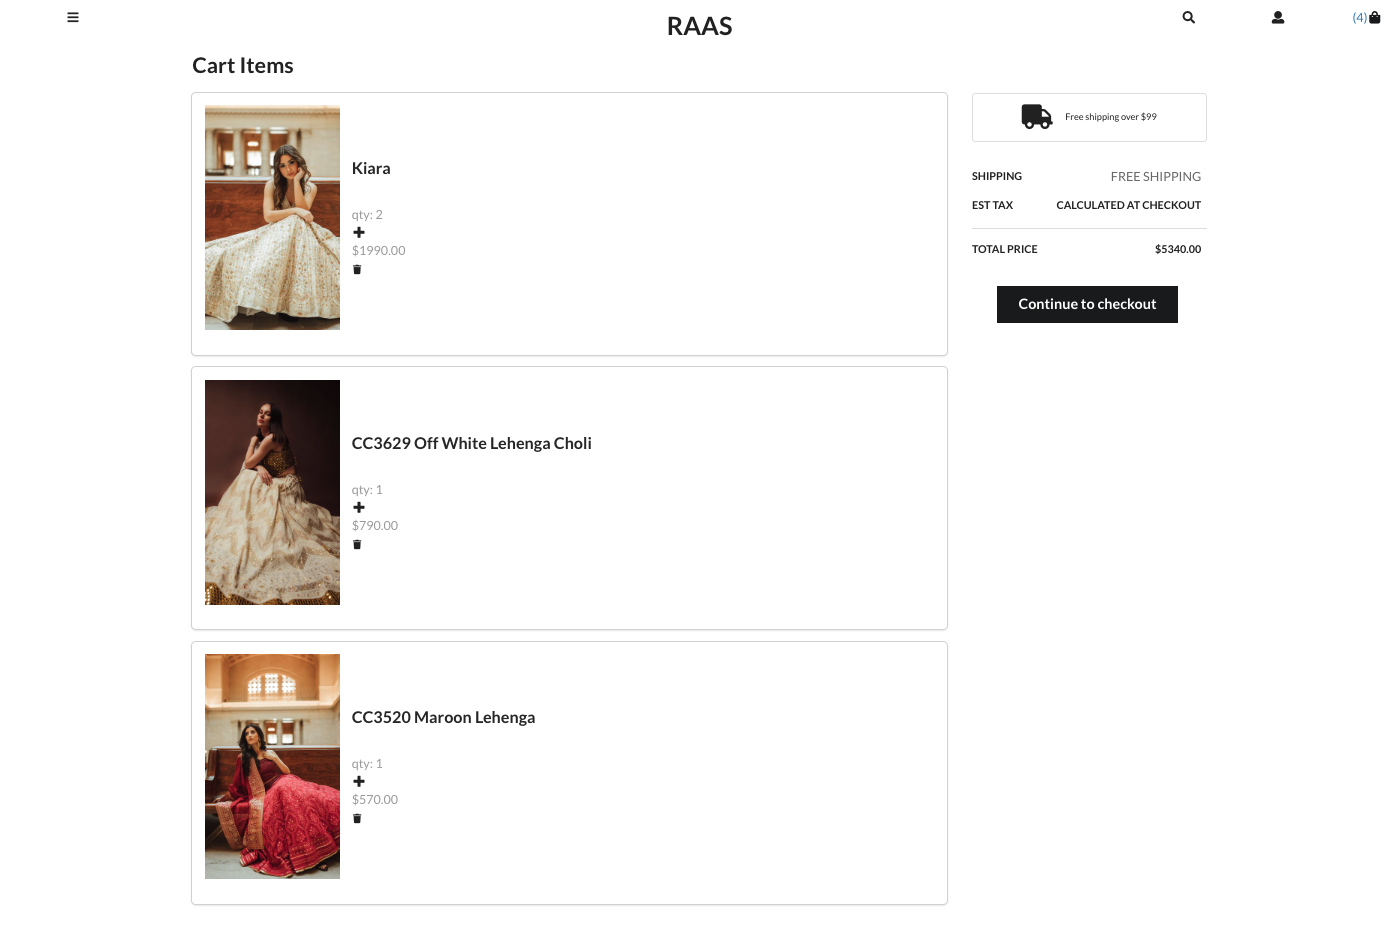 RAAS
(4)
Cart Items
Kiara
qty: 2
$1990.00
CC3629 Off White Lehenga Choli
qty: 1
$790.00
CC3520 Maroon Lehenga
qty: 1
$570.00
Free shipping over $99
SHIPPING FREE SHIPPING
EST TAX CALCULATED AT CHECKOUT
TOTAL PRICE $5340.00
Continue to checkout